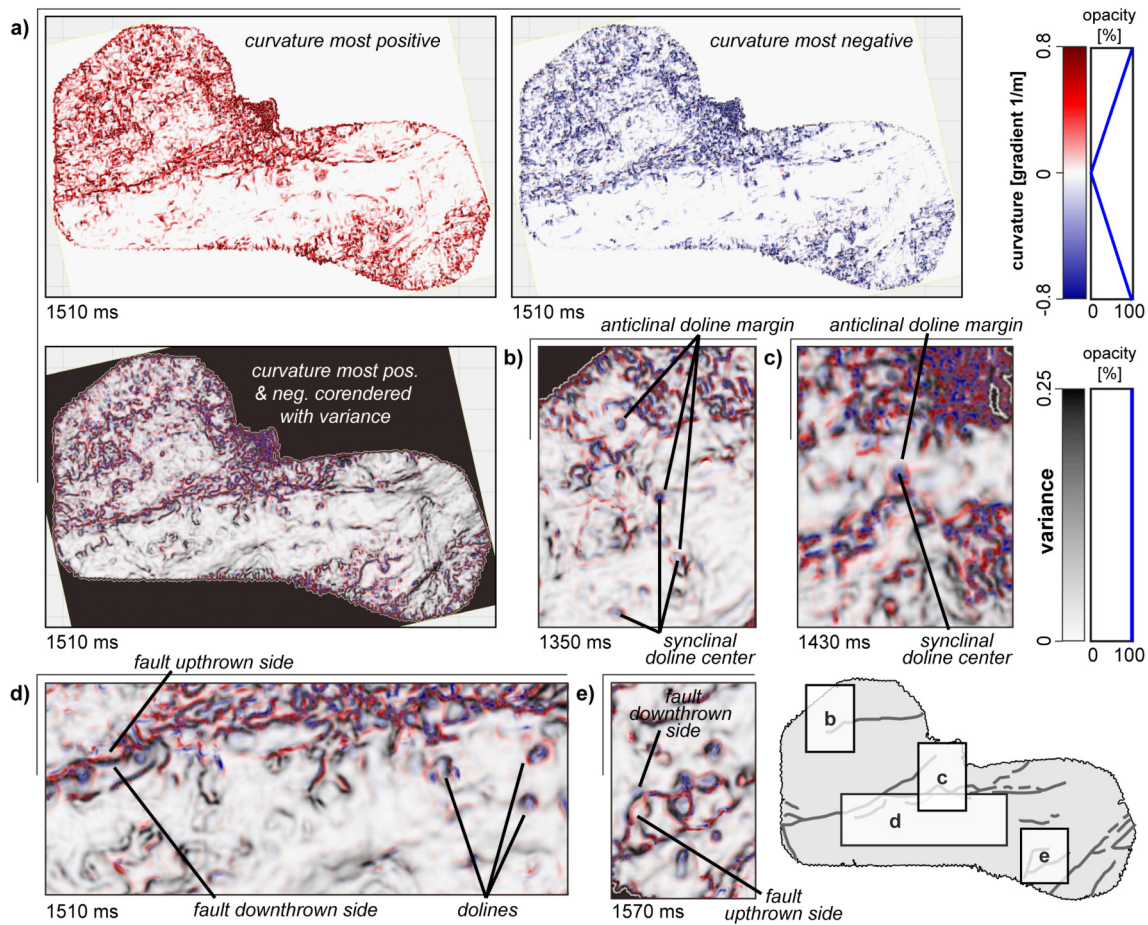 a)
curvature most positive
1510 ms
curvature most negative
opacity
[%]
0.8
0
-0.8
curvature [gradient 1/m]
0 100
curvature most pos.
& neg. corendered
with variance
1510 ms
anticlinal doline margin
b)
1350 ms
synclinal
doline center
anticlinal doline margin
c)
1430 ms
synclinal
doline center
opacity
[%]
0.25
0
variance
0 100
fault upthrown side
d)
1510 ms
fault downthrown side
dolines
e)
fault
downthrown
side
1570 ms
fault
upthrown side
b
c
d
e